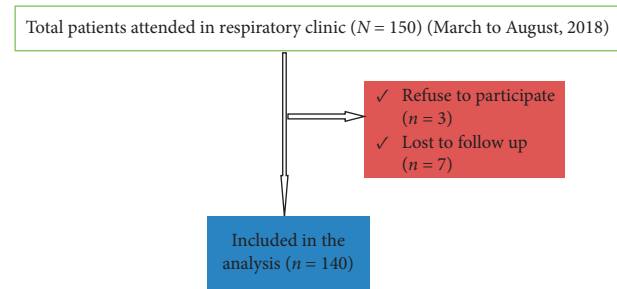 Total patients attended in respiratory clinic (N = 150) (March to August, 2018)
✓ Refuse to participate
(n = 3)
✓ Lost to follow up
(n = 7)
Included in the
analysis (n = 140)